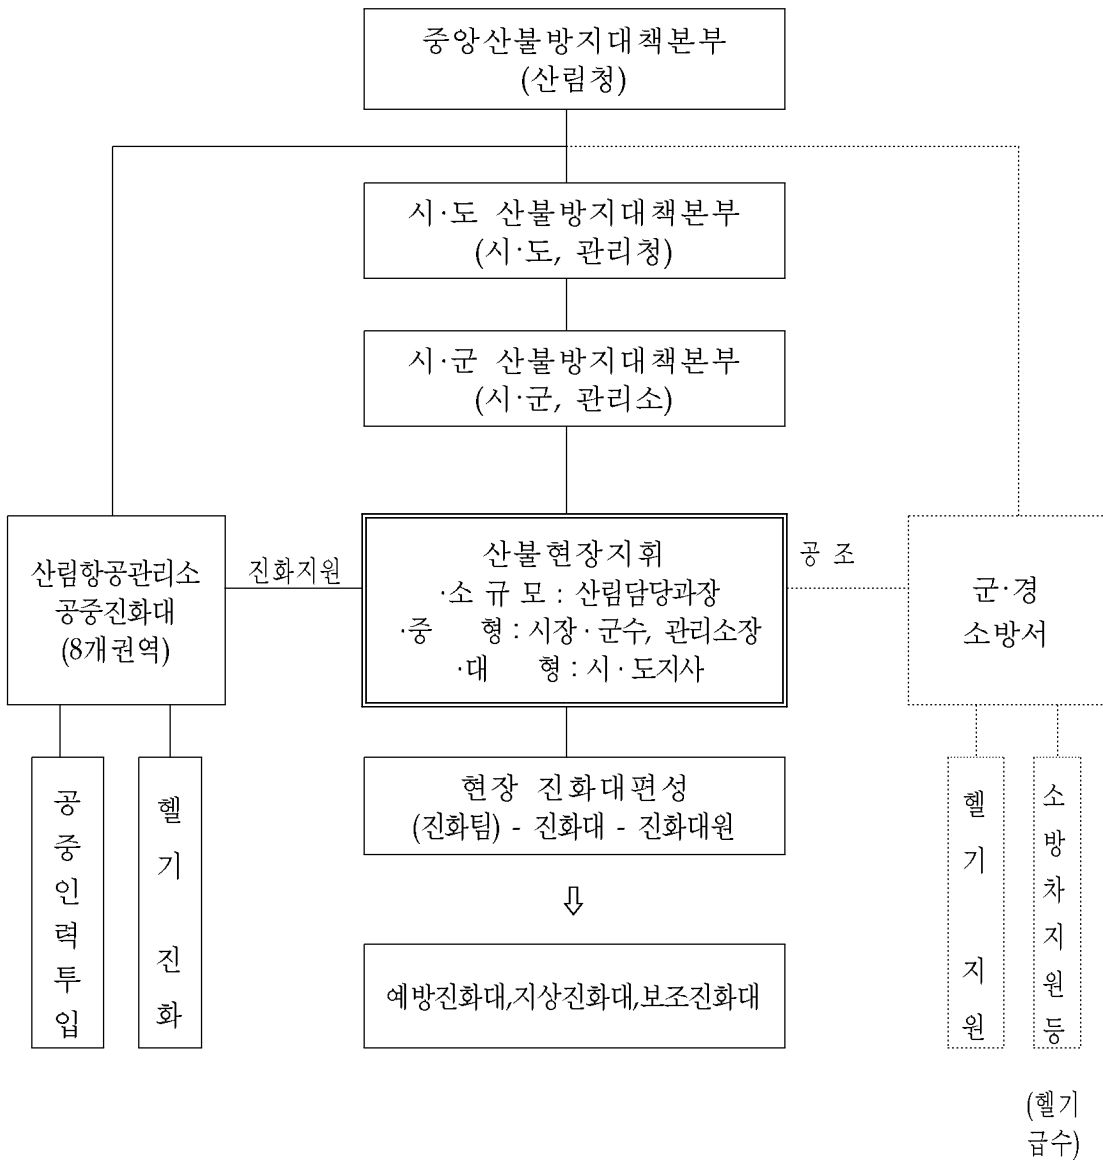 중앙산불방지대책본부
(산림청)
시·도 산불방지대책본부
(시·도, 관리청)
시·군 산불방지대책본부
(시·군, 관리소)
산림항공관리소
공중진화대
(8개권역)
진화지원
산불현장지휘
·소 규 모 : 산림담당과장
·중 형 : 시장 · 군수, 관리소장
·대 형 : 시 · 도지사
공 조
군·경
소방서
공중인력투입
헬기 진화
현장 진화대편성
(진화팀) - 진화대 - 진화대원
⇩
예방진화대,지상진화대,보조진화대
헬기 지원
소방차지원등
(헬기
급수)